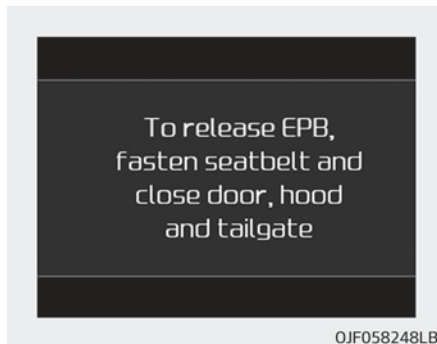 To release EPB,
fasten seatbelt and
close door, hood
and tailgate
OJF058248LB